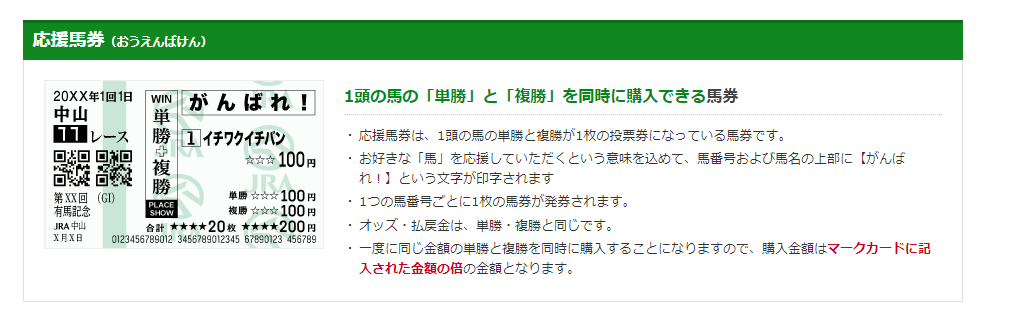 応援馬券（おうえんばけん）
20XX年1回1日
中山
11レース
第XX回 （GI）
有馬記念
JRA中山
X月X日
WIN
単勝+複勝
PLACE
SHOW
がんばれ！
1 イチワクイチバン
☆☆☆100円
JRA
単勝 ☆☆☆100円
複勝 ☆☆☆100円
合計 ★★★★20枚 ★★★★200円
0123456789012 3456789012345 67890123 456789
1頭の馬の「単勝」と「複勝」を同時に購入できる馬券
・ 応援馬券は、1頭の馬の単勝と複勝が1枚の投票券になっている馬券です。
・ お好きな「馬」を応援していただくという意味を込めて、馬番号および馬名の上部に【がんば
れ！】という文字が印字されます
・ 1つの馬番号ごとに1枚の馬券が発券されます。
・ オッズ・払戻金は、単勝・複勝と同じです。
・ 一度に同じ金額の単勝と複勝を同時に購入することになりますので、購入金額はマークカードに記
入された金額の倍の金額となります。